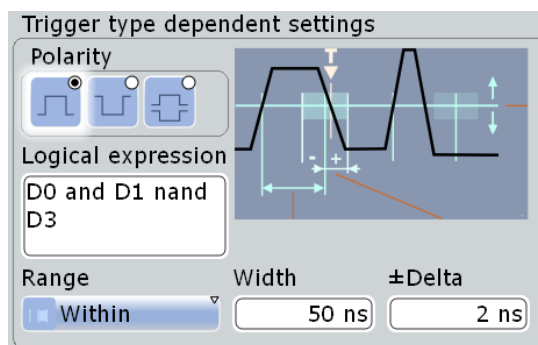 Trigger type dependent settings
Polarity
T
Logical expression
D0 and D1 nand
D3
- +
Range Width ±Delta
Within 50 ns 2 ns